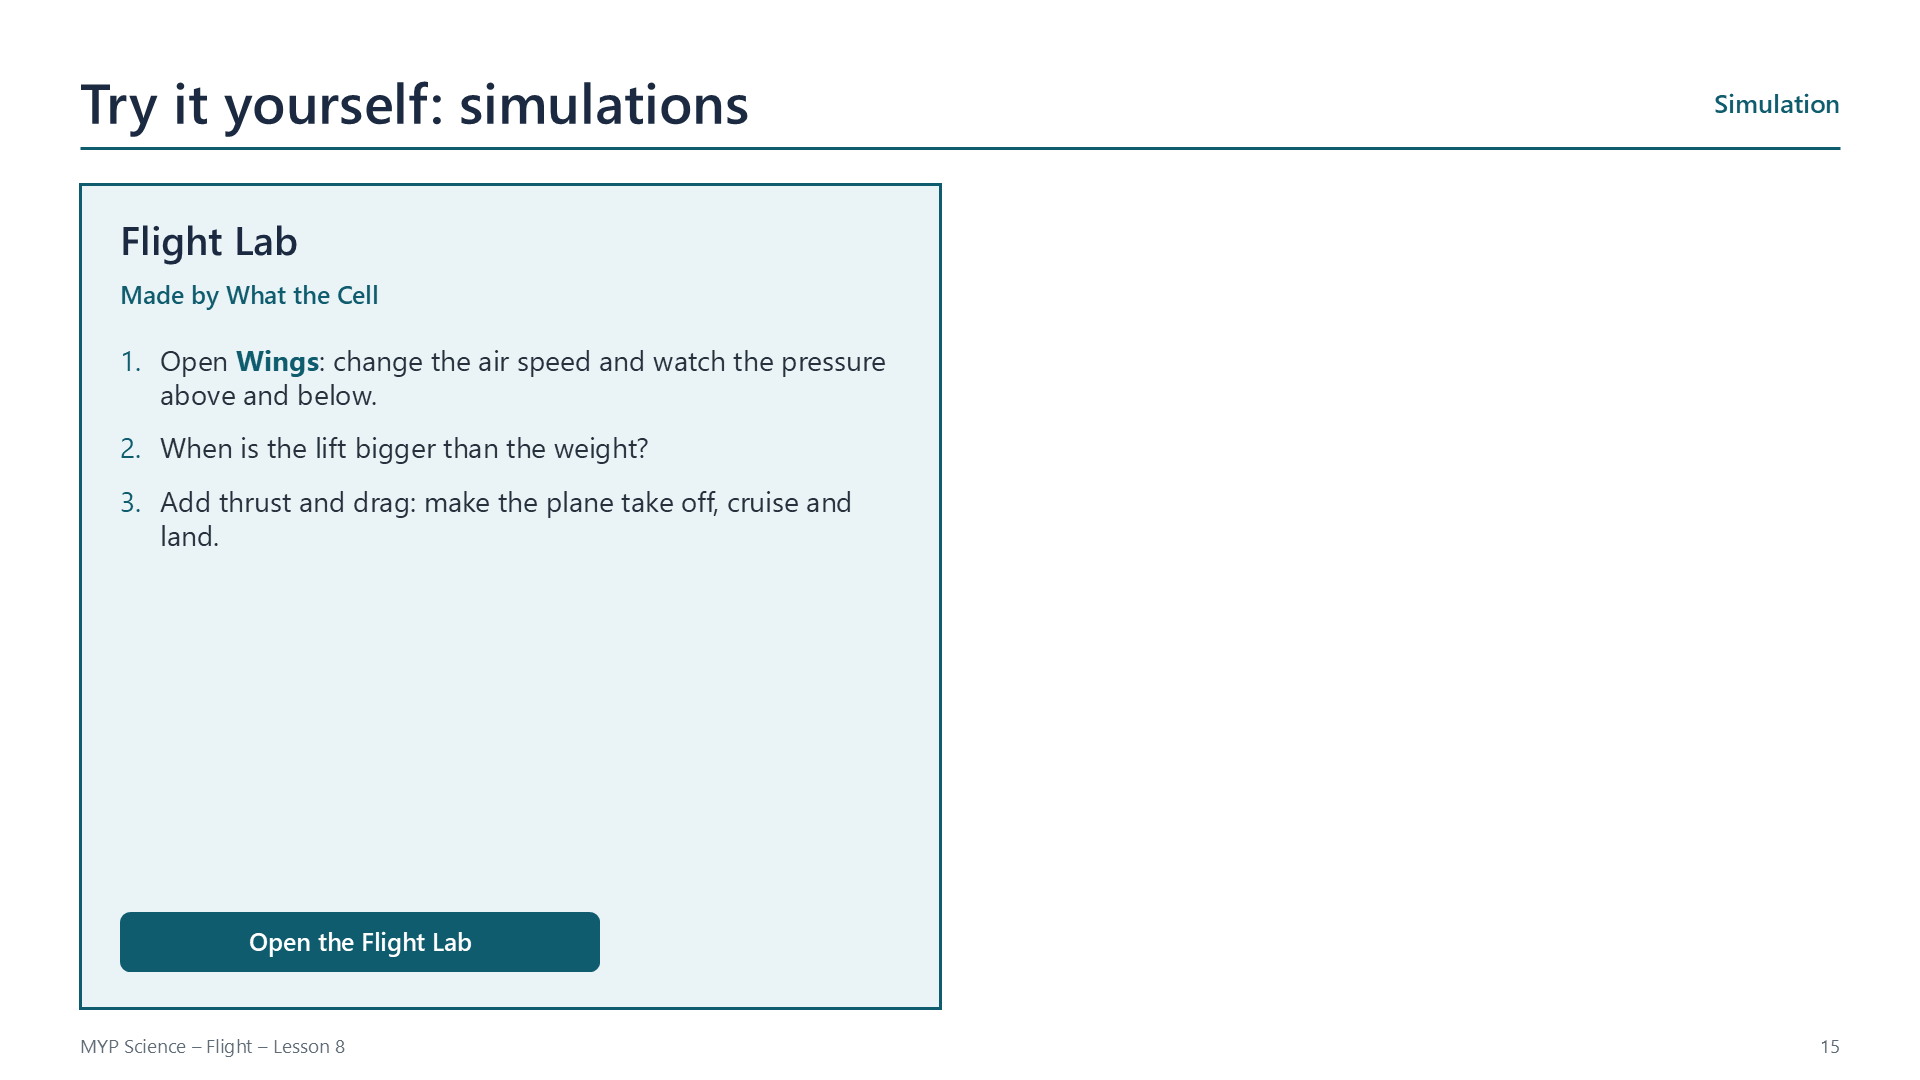 Try it yourself: simulations
Simulation
Flight Lab
Made by What the Cell
1. Open Wings: change the air speed and watch the pressure
above and below.
2. When is the lift bigger than the weight?
3. Add thrust and drag: make the plane take off, cruise and
land.
Open the Flight Lab
MYP Science – Flight – Lesson 8
15